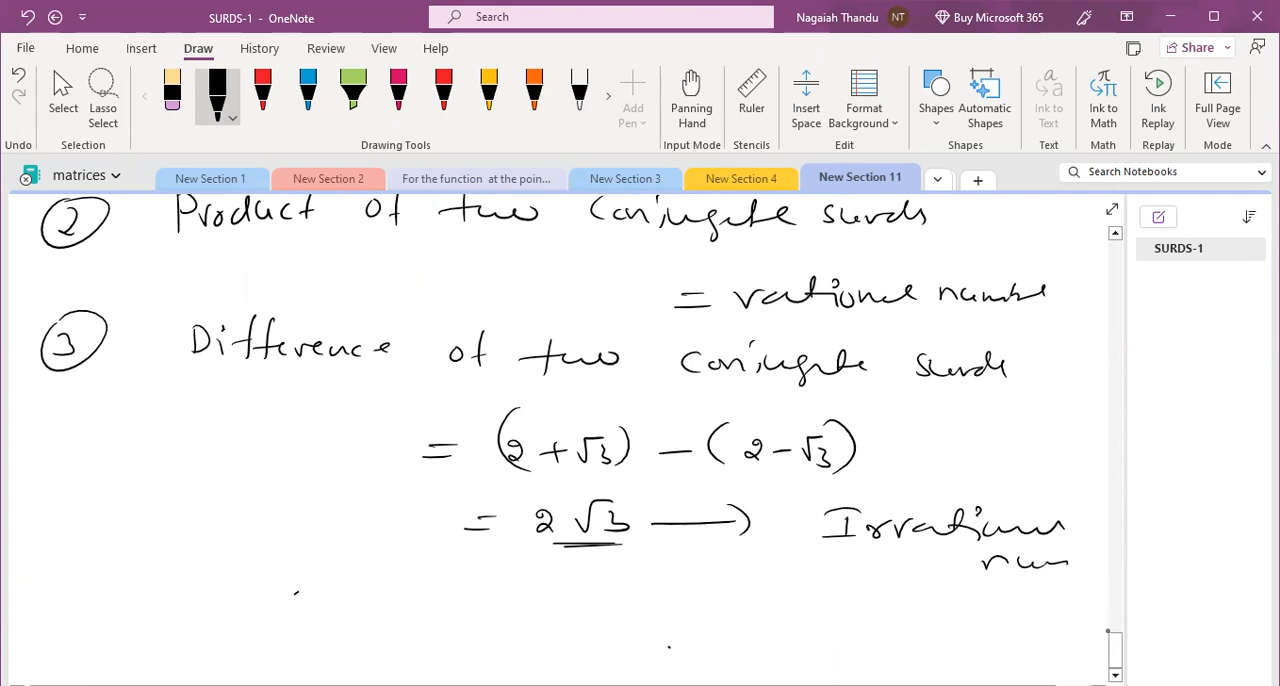 SURDS-1 - OneNote
Search
Nagaiah Thandu NT
Buy Microsoft 365
File Home Insert Draw History Review View Help
Share
Select
Lasso Select
Add Pen
Panning Hand
Ruler
Insert Space
Format Background
Shapes
Automatic Shapes
Ink to Text
Ink to Math
Ink Replay
Full Page View
Undo Selection Drawing Tools Input Mode Stencils Edit Shapes Text Math Replay Mode
matrices New Section 1 New Section 2 For the function at the poin... New Section 3 New Section 4 New Section 11 + Search Notebooks
SURDS-1
② Product of two Conjugate surds
= rational number
③ Difference of two conjugate surds
= (2 + √3) - (2 - √3)
= 2 √3 → Irrational
num